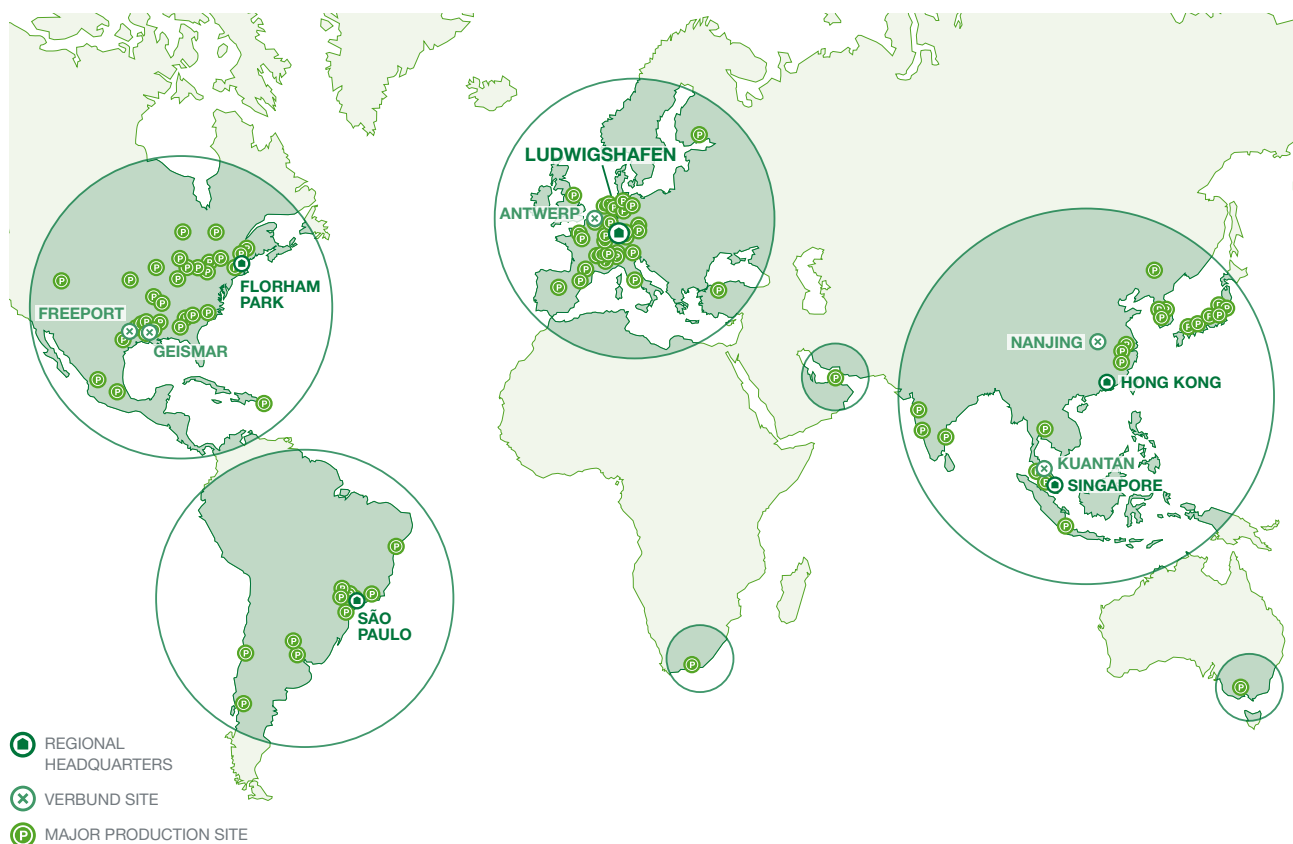 LUDWIGSHAFEN
ANTWERP
FLORHAM
PARK
FREEPORT
GEISMAR
NANJING
HONG KONG
KUANTAN
SINGAPORE
SÃO
PAULO
REGIONAL
HEADQUARTERS
VERBUND SITE
P MAJOR PRODUCTION SITE